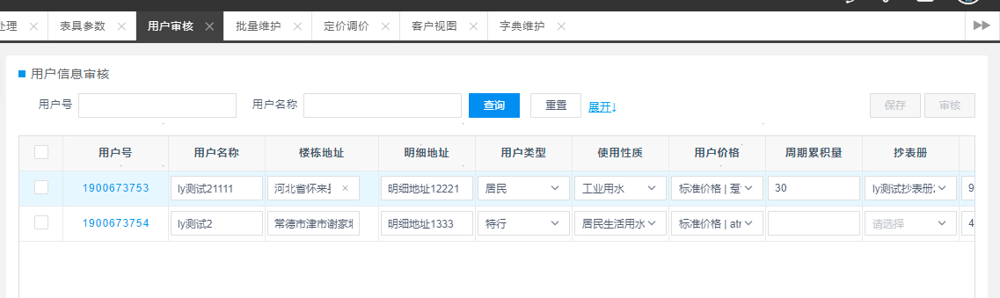 处理 表具参数 用户审核 批量维护 定价调价 客户视图 字典维护
用户信息审核
用户号 用户名称 查询 重置 展开↓ 保存 审核
用户号 用户名称 楼栋地址 明细地址 用户类型 使用性质 用户价格 周期累积量 抄表册
1900673753 ly测试21111 河北省怀来 明细地址12221 居民 工业用水 标准价格 | 30 ly测试抄表册 9
1900673754 ly测试2 常德市津市谢家 明细地址1333 特行 居民生活用水 标准价格 | atr 请选择 4